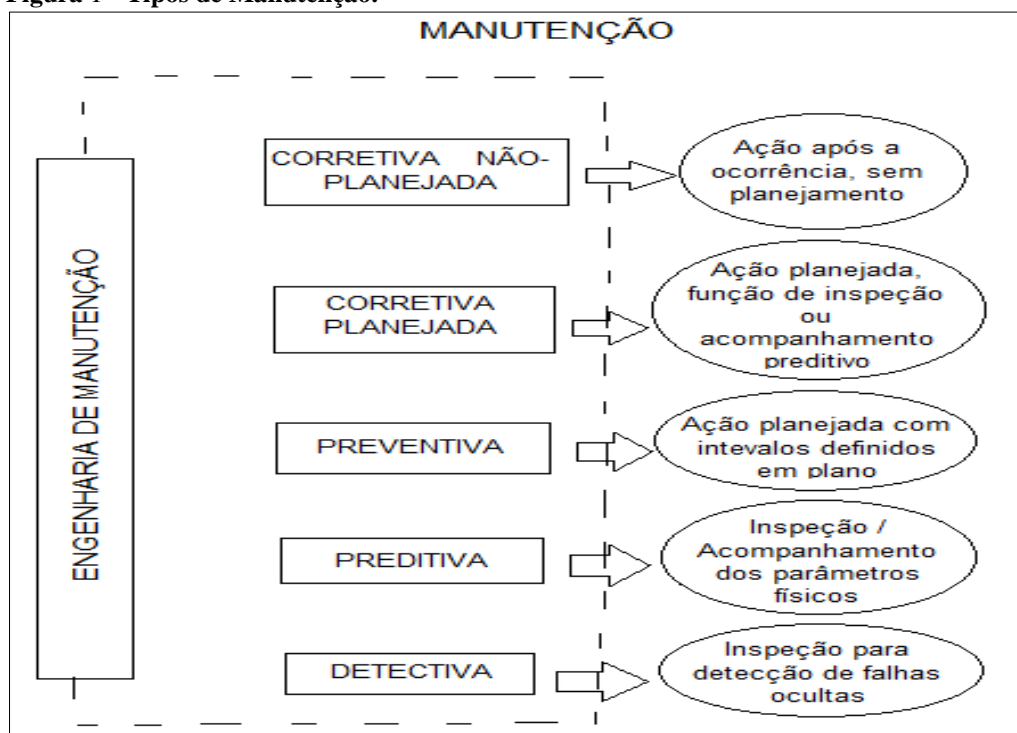 Tipos de Manutenção.
MANUTENÇÃO
ENGENHARIA DE MANUTENÇÃO
CORRETIVA NÃO-
PLANEJADA
Ação após a
ocorrência, sem
planejamento
CORRETIVA
PLANEJADA
Ação planejada,
função de inspeção
ou
acompanhamento
preditivo
PREVENTIVA
Ação planejada com
intevalos definidos
em plano
PREDITIVA
Inspeção /
Acompanhamento
dos parâmetros
físicos
DETECTIVA
Inspeção para
detecção de falhas
ocultas